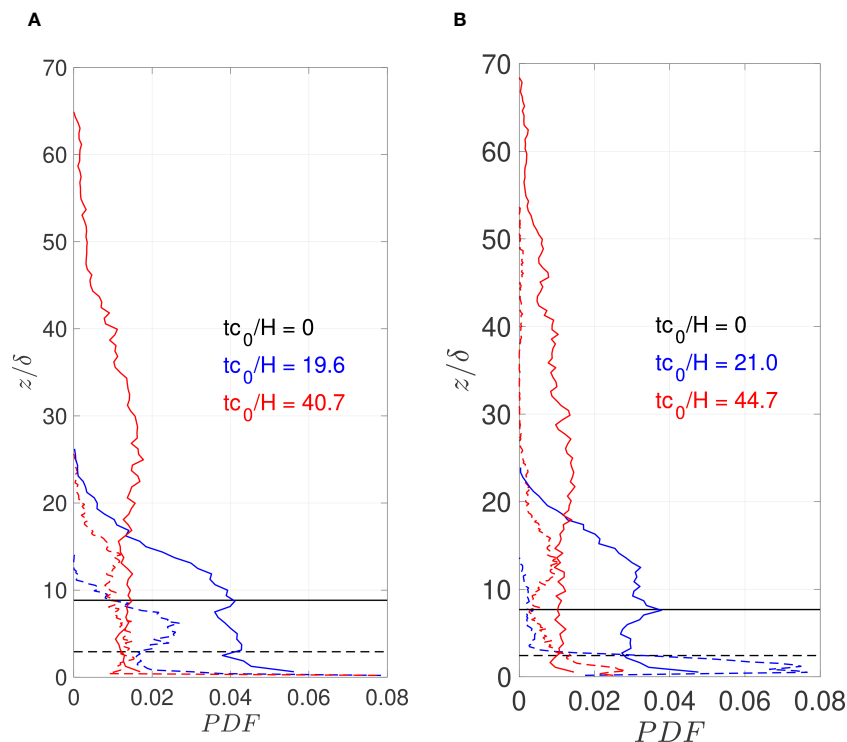 A
70
60
50
40
30
20
10
0
z/δ
tc0/H = 0
tc0/H = 19.6
tc0/H = 40.7
0 0.02 0.04 0.06 0.08
PDF
B
70
60
50
40
30
20
10
0
z/δ
tc0/H = 0
tc0/H = 21.0
tc0/H = 44.7
0 0.02 0.04 0.06 0.08
PDF